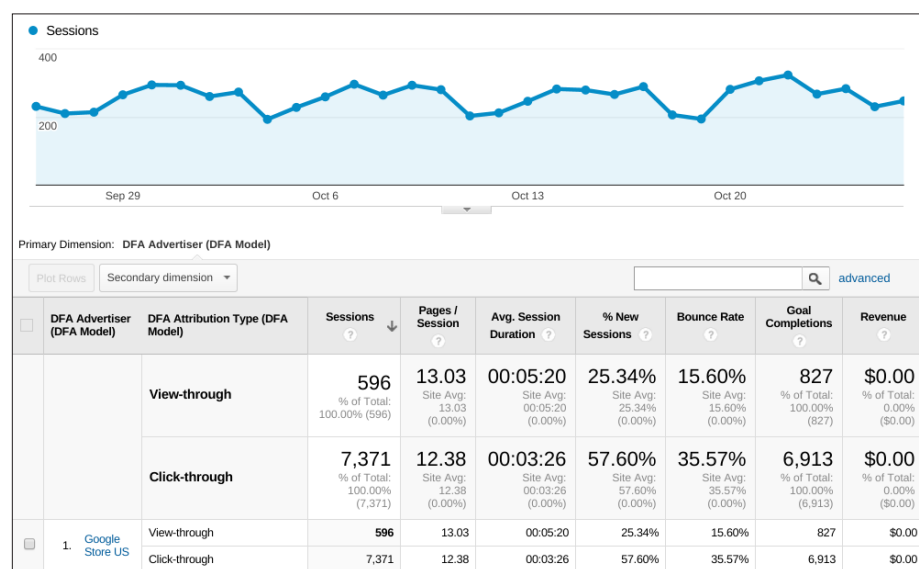 Sessions
400
200
Sep 29 Oct 6 Oct 13 Oct 20
Primary Dimension: DFA Advertiser (DFA Model)
Plot Rows Secondary dimension advanced
DFA Advertiser (DFA Model) DFA Attribution Type (DFA Model) Sessions ? Pages / Session ? Avg. Session Duration ? % New Sessions ? Bounce Rate ? Goal Completions ? Revenue ?
View-through
596
% of Total: 100.00% (596)
13.03
Site Avg: 13.03 (0.00%)
00:05:20
Site Avg: 00:05:20 (0.00%)
25.34%
Site Avg: 25.34% (0.00%)
15.60%
Site Avg: 15.60% (0.00%)
827
% of Total: 100.00% (827)
$0.00
% of Total: 0.00% ($0.00)
Click-through
7,371
% of Total: 100.00% (7,371)
12.38
Site Avg: 12.38 (0.00%)
00:03:26
Site Avg: 00:03:26 (0.00%)
57.60%
Site Avg: 57.60% (0.00%)
35.57%
Site Avg: 35.57% (0.00%)
6,913
% of Total: 100.00% (6,913)
$0.00
% of Total: 0.00% ($0.00)
1. Google Store US
View-through 596 13.03 00:05:20 25.34% 15.60% 827 $0.00
Click-through 7,371 12.38 00:03:26 57.60% 35.57% 6,913 $0.00